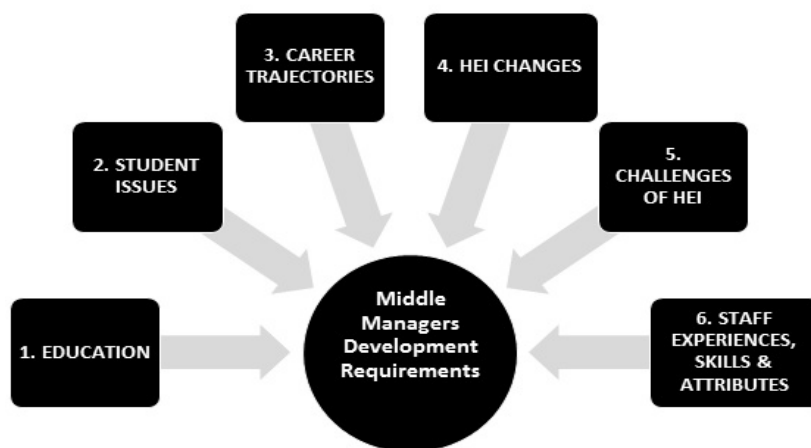 1. EDUCATION
2. STUDENT
ISSUES
3. CAREER
TRAJECTORIES
4. HEI CHANGES
5.
CHALLENGES
OF HEI
6. STAFF
EXPERIENCES,
SKILLS &
ATTRIBUTES
Middle
Managers
Development
Requirements